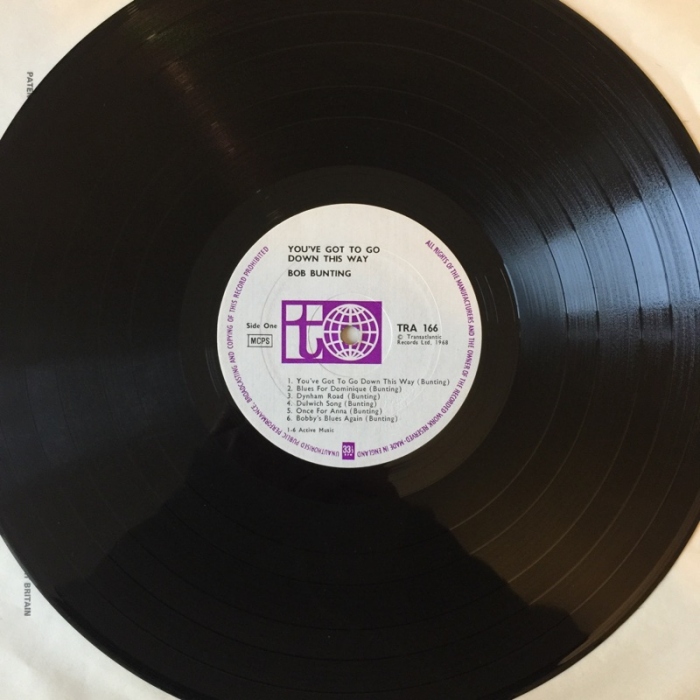 YOU'VE GOT TO GO
DOWN THIS WAY
BOB BUNTING
it
Side One
MCPS
TRA 166
© Transatlantic
Records Ltd. 1968
1. You've Got To Go Down This Way (Bunting)
2. Blues For Dominique (Bunting)
3. Dynham Road (Bunting)
4. Dulwich Song (Bunting)
5. Once For Anna (Bunting)
6. Bobby's Blues Again (Bunting)
1-6 Active Music
33⅓
ALL RIGHTS OF THE MANUFACTURERS AND THE OWNER OF THE RECORDED WORK RESERVED-MADE IN ENGLAND
UNAUTHORISED PUBLIC PERFORMANCE, BROADCASTING AND COPYING OF THIS RECORD PROHIBITED
PATE
BRITAIN